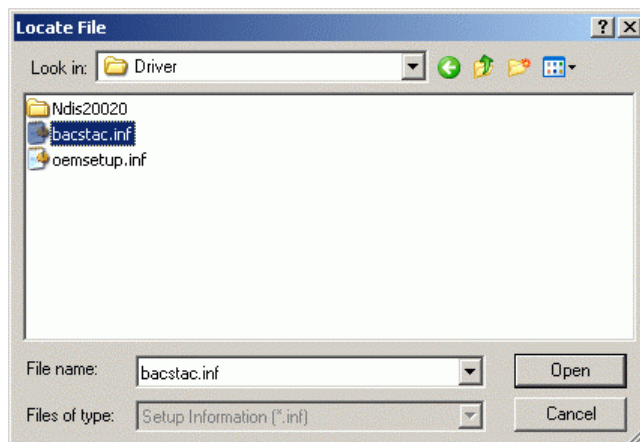 Locate File
Look in: Driver
Ndis20020
bacstac.inf
oemsetup.inf
File name: bacstac.inf Open
Files of type: Setup Information (*.inf) Cancel